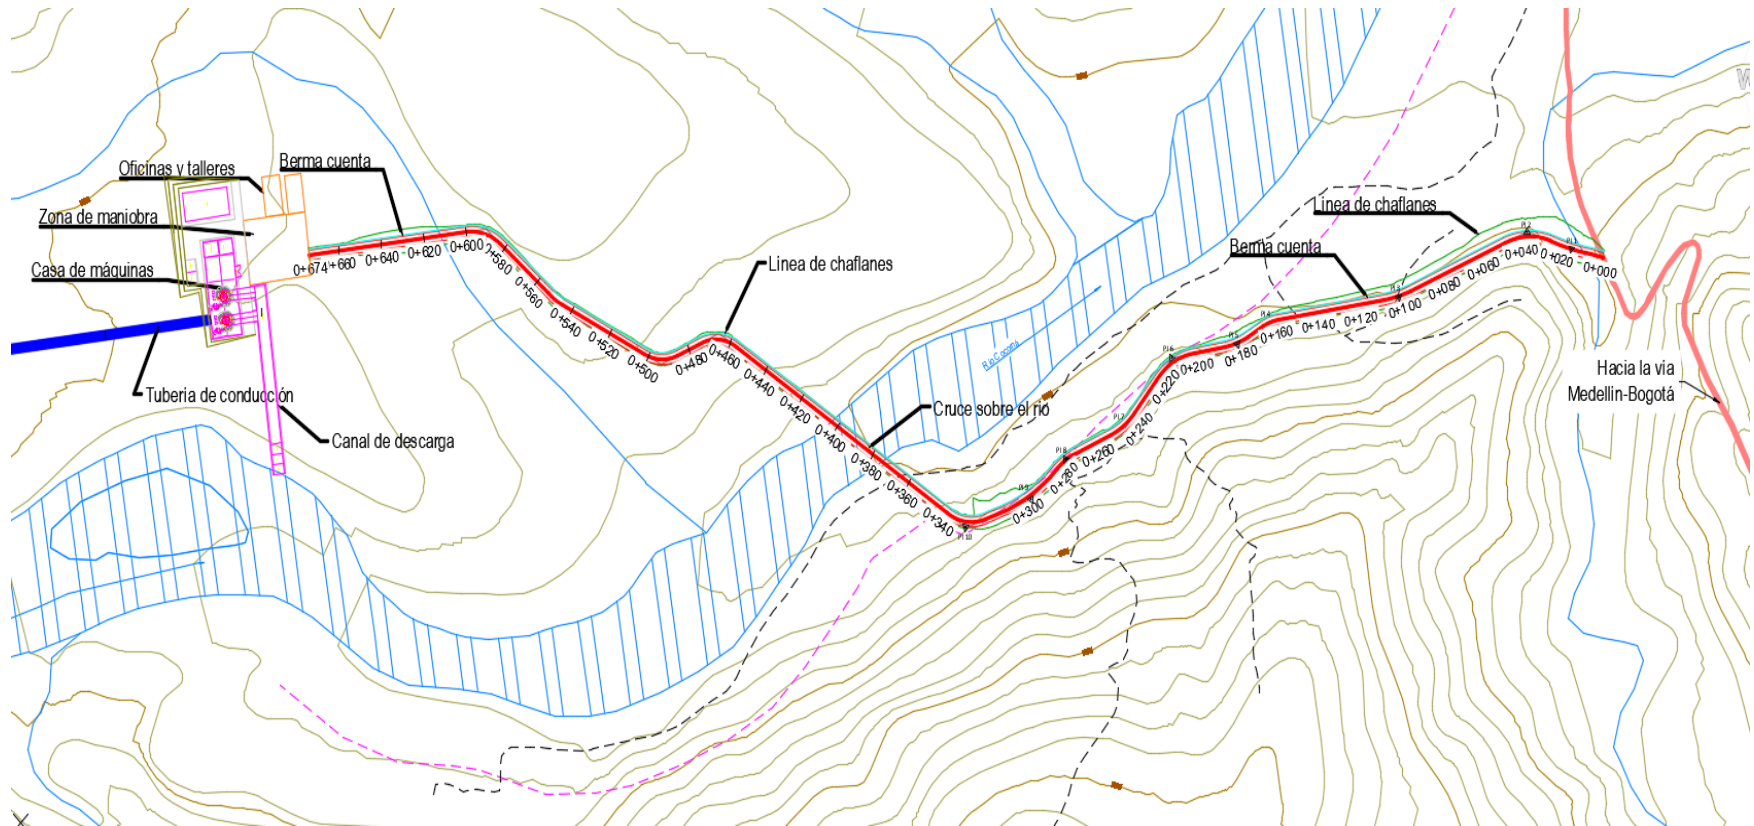 Oficinas y talleres
Berma cuenta
Zona de maniobra
Casa de máquinas
Tuberia de conducción
Canal de descarga
Linea de chaflanes
Cruce sobre el rio
Linea de chaflanes
Berma cuenta
Hacia la via
Medellin-Bogotá
0+000
0+020
0+040
0+060
0+080
0+100
0+120
0+140
0+160
0+180
0+200
0+220
0+240
0+260
0+280
0+300
0+340
0+360
0+380
0+400
0+420
0+440
0+460
0+480
0+500
0+520
0+540
0+560
0+580
0+600
0+620
0+640
+660
0+674